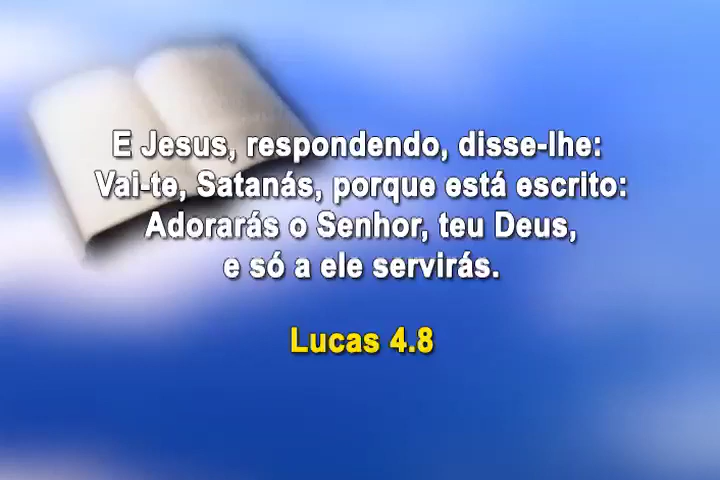 E Jesus, respondendo, disse-lhe:
Vai-te, Satanás, porque está escrito:
Adorarás o Senhor, teu Deus,
e só a ele servirás.
Lucas 4.8